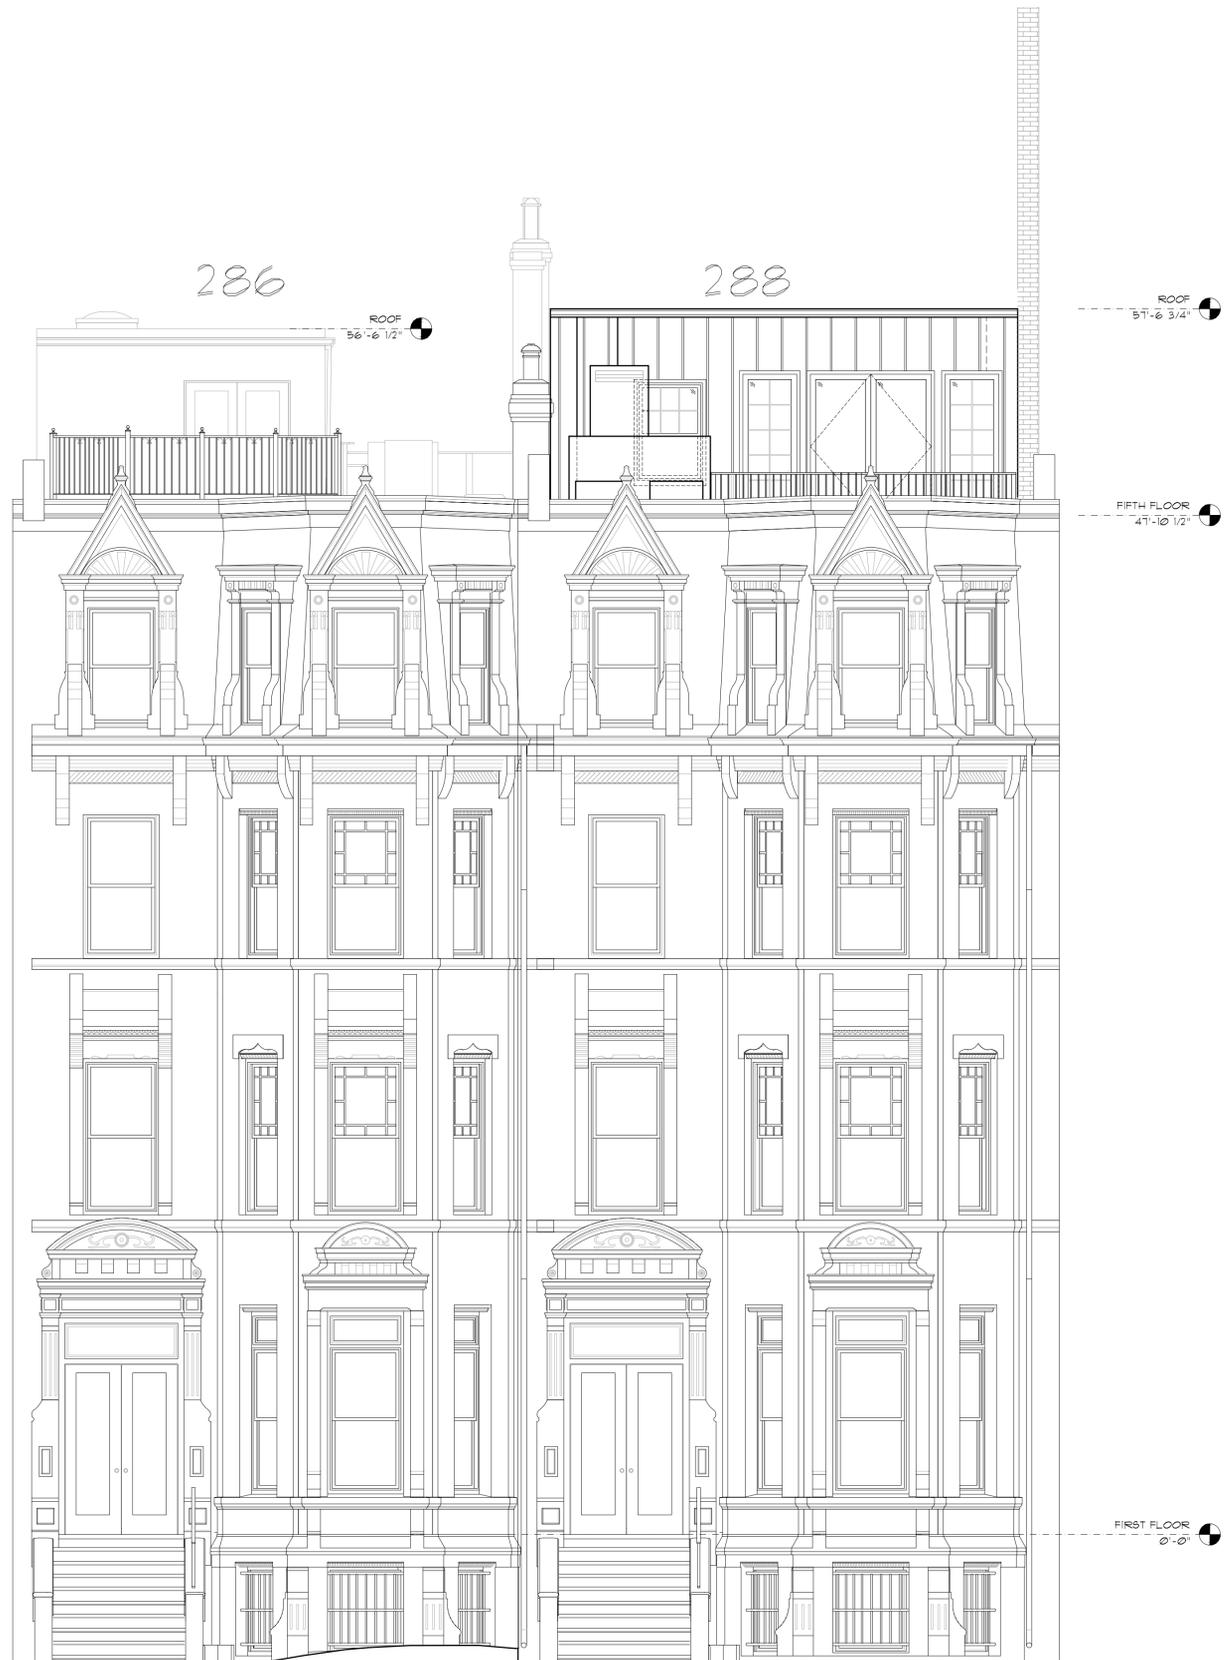 286
288
ROOF
57'-6 3/4"
ROOF
56'-6 1/2"
FIFTH FLOOR
47'-10 1/2"
FIRST FLOOR
0'-0"